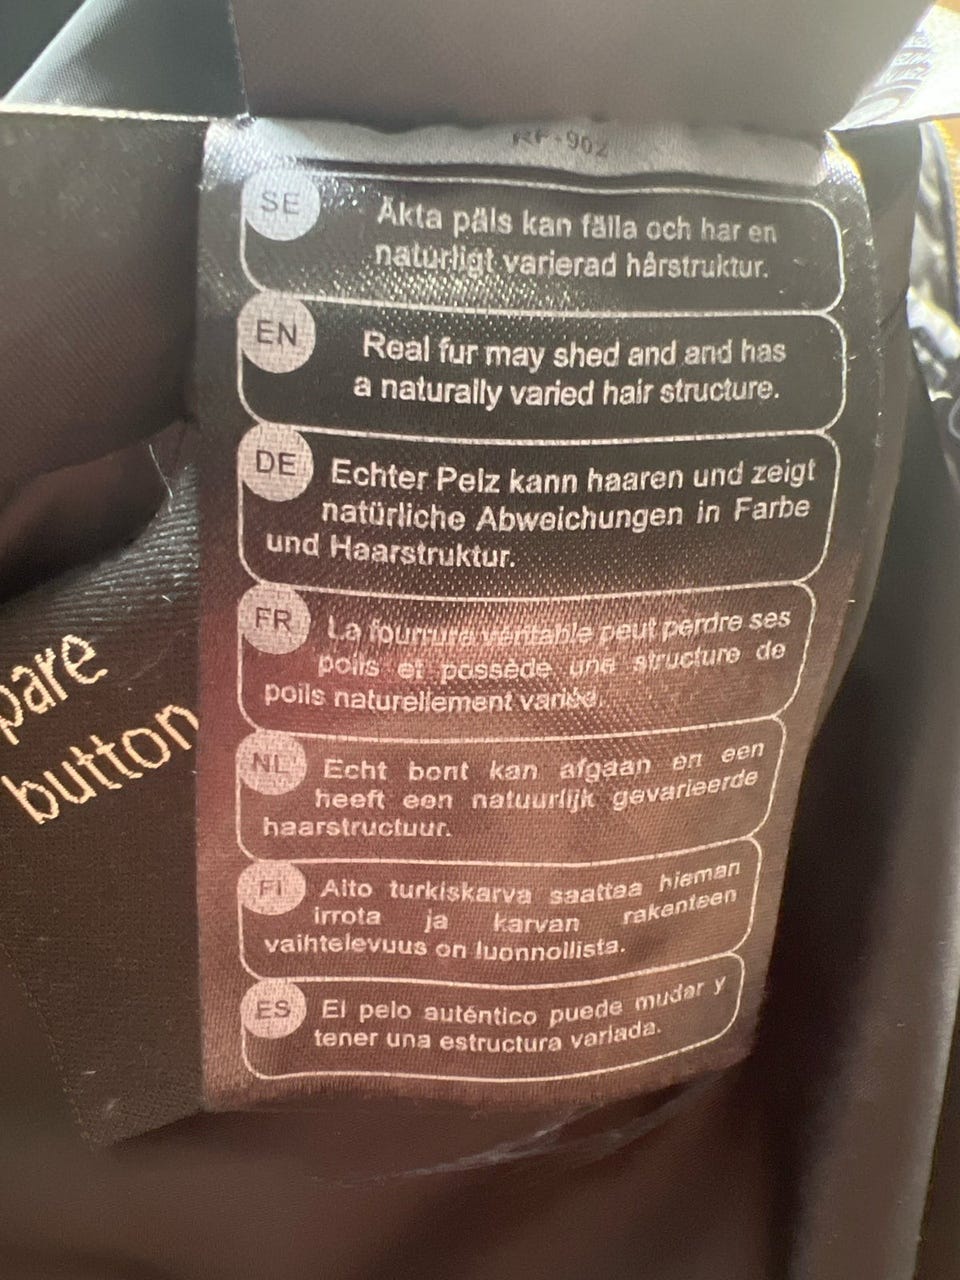 RF-902
SE
Äkta päls kan fälla och har en
naturligt varierad hårstruktur.
EN
Real fur may shed and and has
a naturally varied hair structure.
DE
Echter Pelz kann haaren und zeigt
natürliche Abweichungen in Farbe
und Haarstruktur.
FR
La fourrure véritable peut perdre ses
poils et possède une structure de
poils naturellement variée.
NL
Echt bont kan afgaan en een
heeft een natuurlijk gevarieerde
haarstructuur.
FI
Aito turkiskarva saattaa hieman
irrota ja karvan rakenteen
vaihtelevuus on luonnollista.
ES
El pelo auténtico puede mudar y
tener una estructura variada.
pare
button